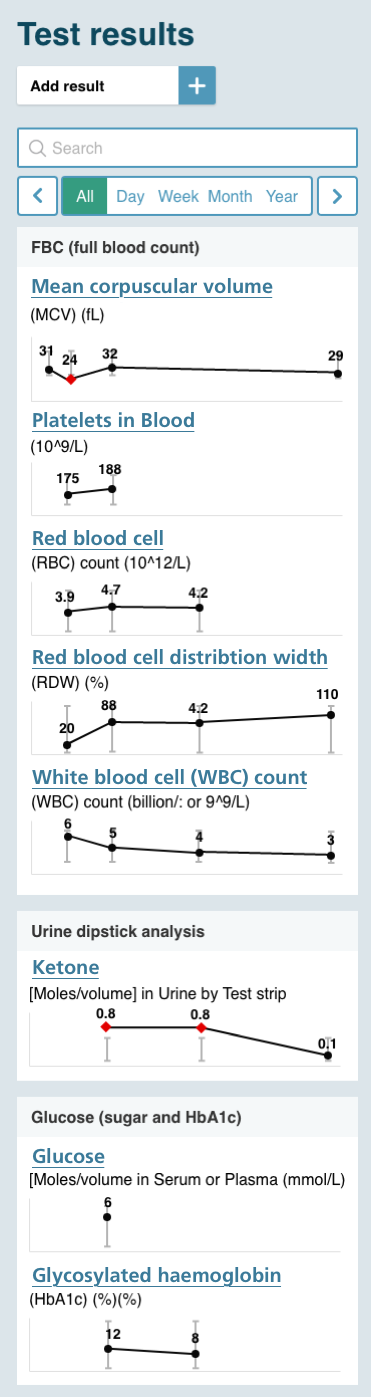 Test results
Add result
Search
All Day Week Month Year
FBC (full blood count)
Mean corpuscular volume
(MCV) (fL)
31 24 32 29
Platelets in Blood
(10^9/L)
175 188
Red blood cell
(RBC) count (10^12/L)
3.9 4.7 4.2
Red blood cell distribtion width
(RDW) (%)
20 88 4.2 110
White blood cell (WBC) count
(WBC) count (billion/: or 9^9/L)
6 5 4 3
Urine dipstick analysis
Ketone
[Moles/volume] in Urine by Test strip
0.8 0.8 0.1
Glucose (sugar and HbA1c)
Glucose
[Moles/volume in Serum or Plasma (mmol/L)
6
Glycosylated haemoglobin
(HbA1c) (%)(%)
12 8